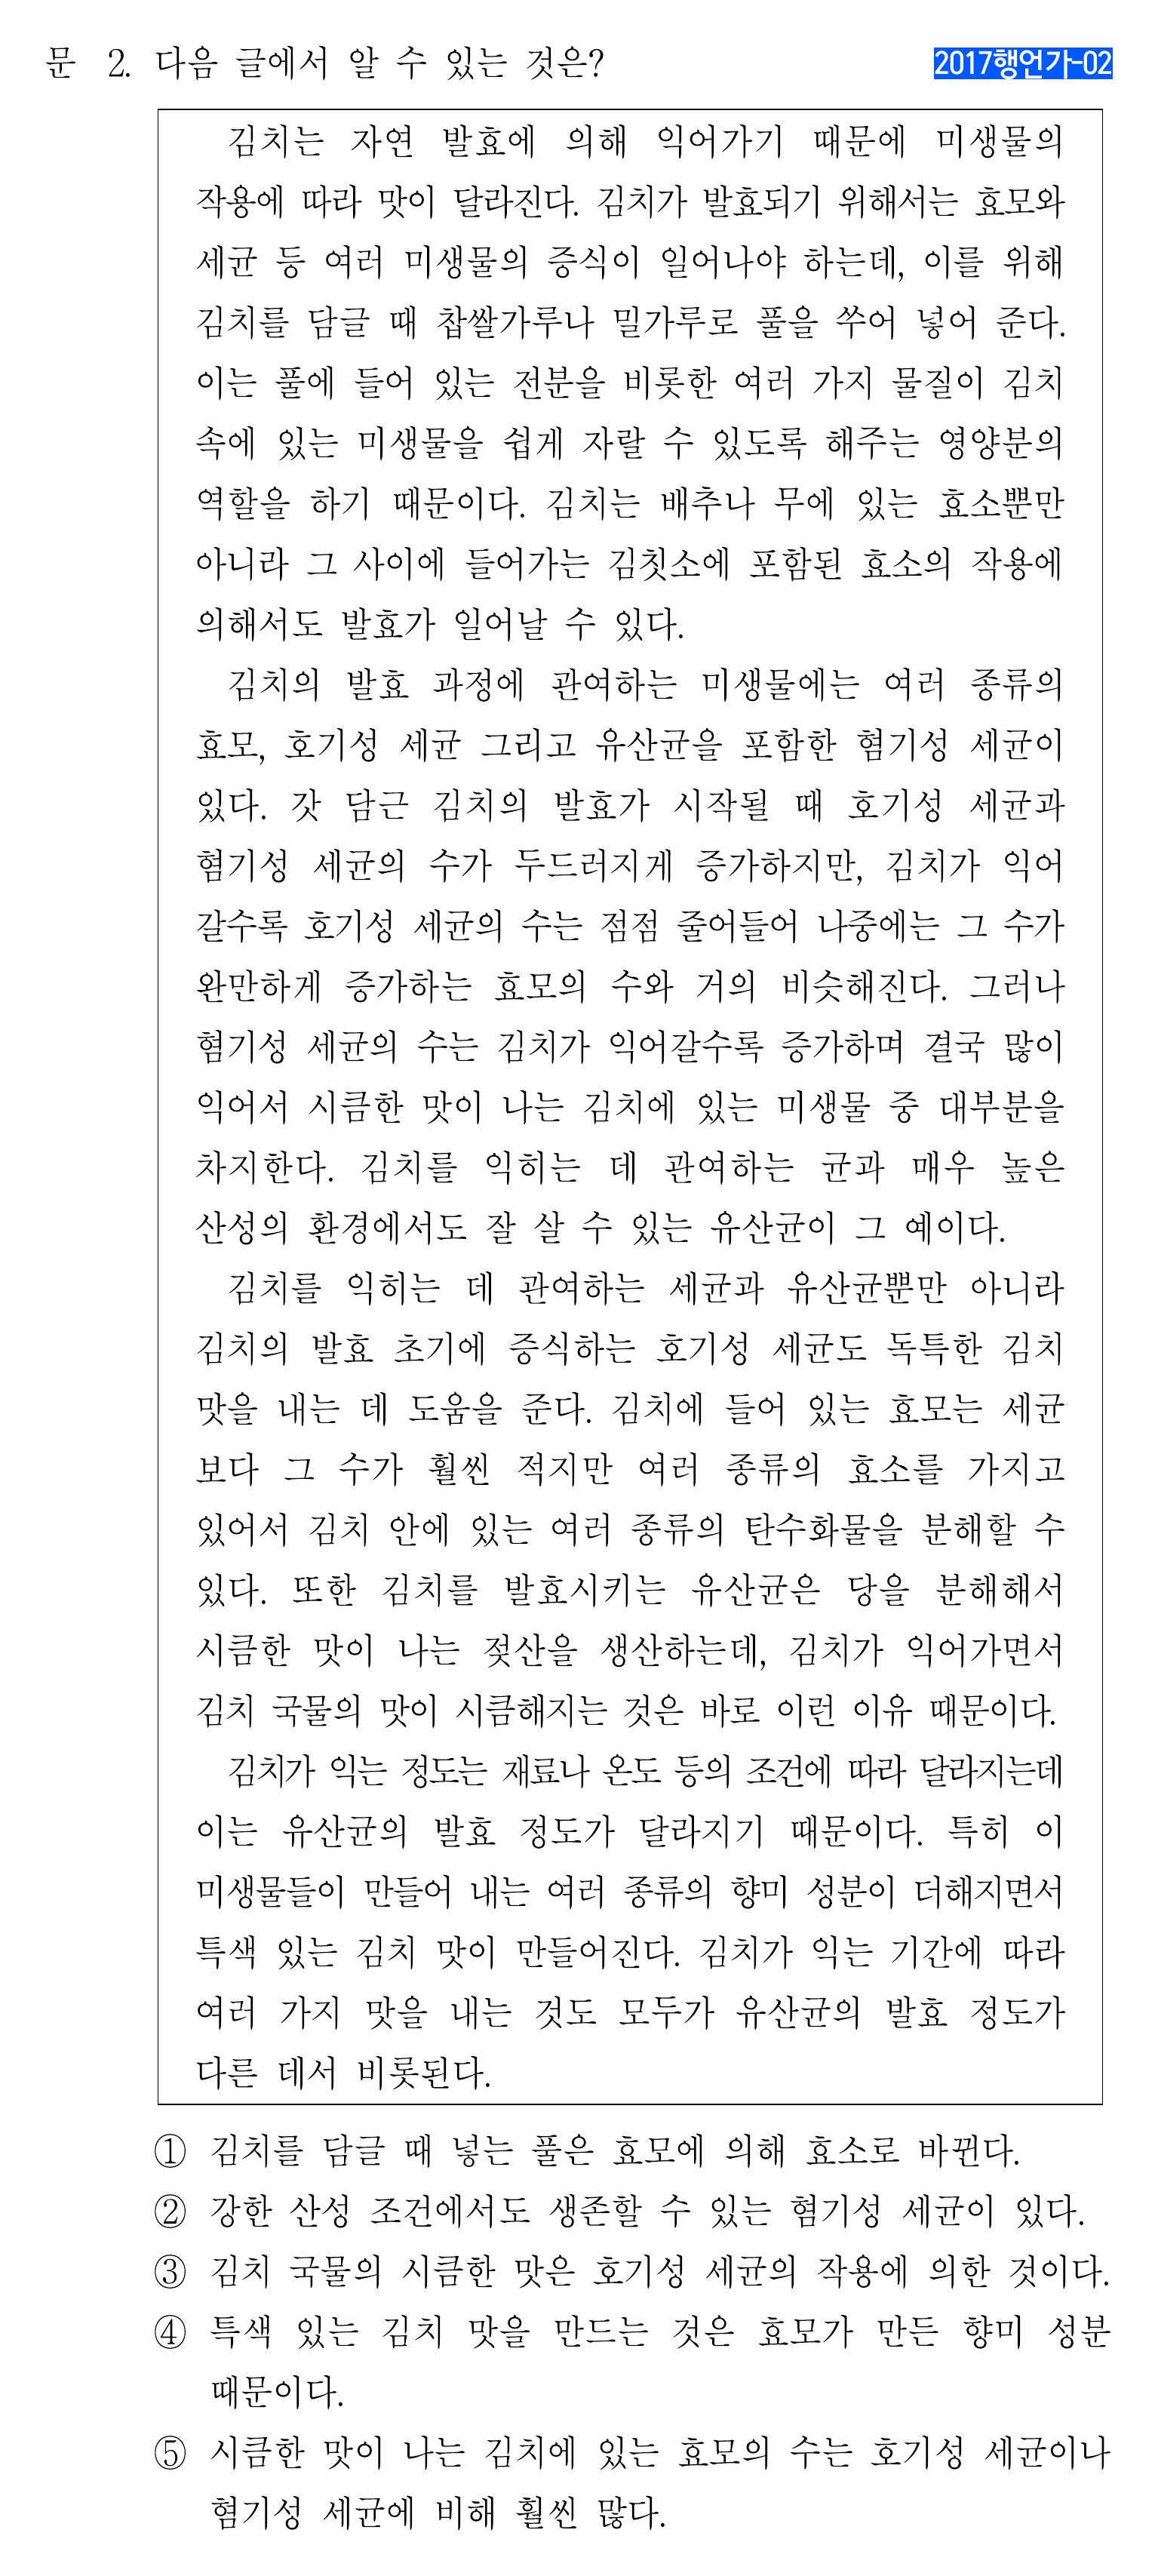 문 2. 다음 글에서 알 수 있는 것은?
2017행언가-02
김치는 자연 발효에 의해 익어가기 때문에 미생물의
작용에 따라 맛이 달라진다. 김치가 발효되기 위해서는 효모와
세균 등 여러 미생물의 증식이 일어나야 하는데, 이를 위해
김치를 담글 때 찹쌀가루나 밀가루로 풀을 쑤어 넣어 준다.
이는 풀에 들어 있는 전분을 비롯한 여러 가지 물질이 김치
속에 있는 미생물을 쉽게 자랄 수 있도록 해주는 영양분의
역할을 하기 때문이다. 김치는 배추나 무에 있는 효소뿐만
아니라 그 사이에 들어가는 김칫소에 포함된 효소의 작용에
의해서도 발효가 일어날 수 있다.
김치의 발효 과정에 관여하는 미생물에는 여러 종류의
효모, 호기성 세균 그리고 유산균을 포함한 혐기성 세균이
있다. 갓 담근 김치의 발효가 시작될 때 호기성 세균과
혐기성 세균의 수가 두드러지게 증가하지만, 김치가 익어
갈수록 호기성 세균의 수는 점점 줄어들어 나중에는 그 수가
완만하게 증가하는 효모의 수와 거의 비슷해진다. 그러나
혐기성 세균의 수는 김치가 익어갈수록 증가하며 결국 많이
익어서 시큼한 맛이 나는 김치에 있는 미생물 중 대부분을
차지한다. 김치를 익히는 데 관여하는 균과 매우 높은
산성의 환경에서도 잘 살 수 있는 유산균이 그 예이다.
김치를 익히는 데 관여하는 세균과 유산균뿐만 아니라
김치의 발효 초기에 증식하는 호기성 세균도 독특한 김치
맛을 내는 데 도움을 준다. 김치에 들어 있는 효모는 세균
보다 그 수가 훨씬 적지만 여러 종류의 효소를 가지고
있어서 김치 안에 있는 여러 종류의 탄수화물을 분해할 수
있다. 또한 김치를 발효시키는 유산균은 당을 분해해서
시큼한 맛이 나는 젖산을 생산하는데, 김치가 익어가면서
김치 국물의 맛이 시큼해지는 것은 바로 이런 이유 때문이다.
김치가 익는 정도는 재료나 온도 등의 조건에 따라 달라지는데
이는 유산균의 발효 정도가 달라지기 때문이다. 특히 이
미생물들이 만들어 내는 여러 종류의 향미 성분이 더해지면서
특색 있는 김치 맛이 만들어진다. 김치가 익는 기간에 따라
여러 가지 맛을 내는 것도 모두가 유산균의 발효 정도가
다른 데서 비롯된다.
① 김치를 담글 때 넣는 풀은 효모에 의해 효소로 바뀐다.
② 강한 산성 조건에서도 생존할 수 있는 혐기성 세균이 있다.
③ 김치 국물의 시큼한 맛은 호기성 세균의 작용에 의한 것이다.
④ 특색 있는 김치 맛을 만드는 것은 효모가 만든 향미 성분
때문이다.
⑤ 시큼한 맛이 나는 김치에 있는 효모의 수는 호기성 세균이나
혐기성 세균에 비해 훨씬 많다.